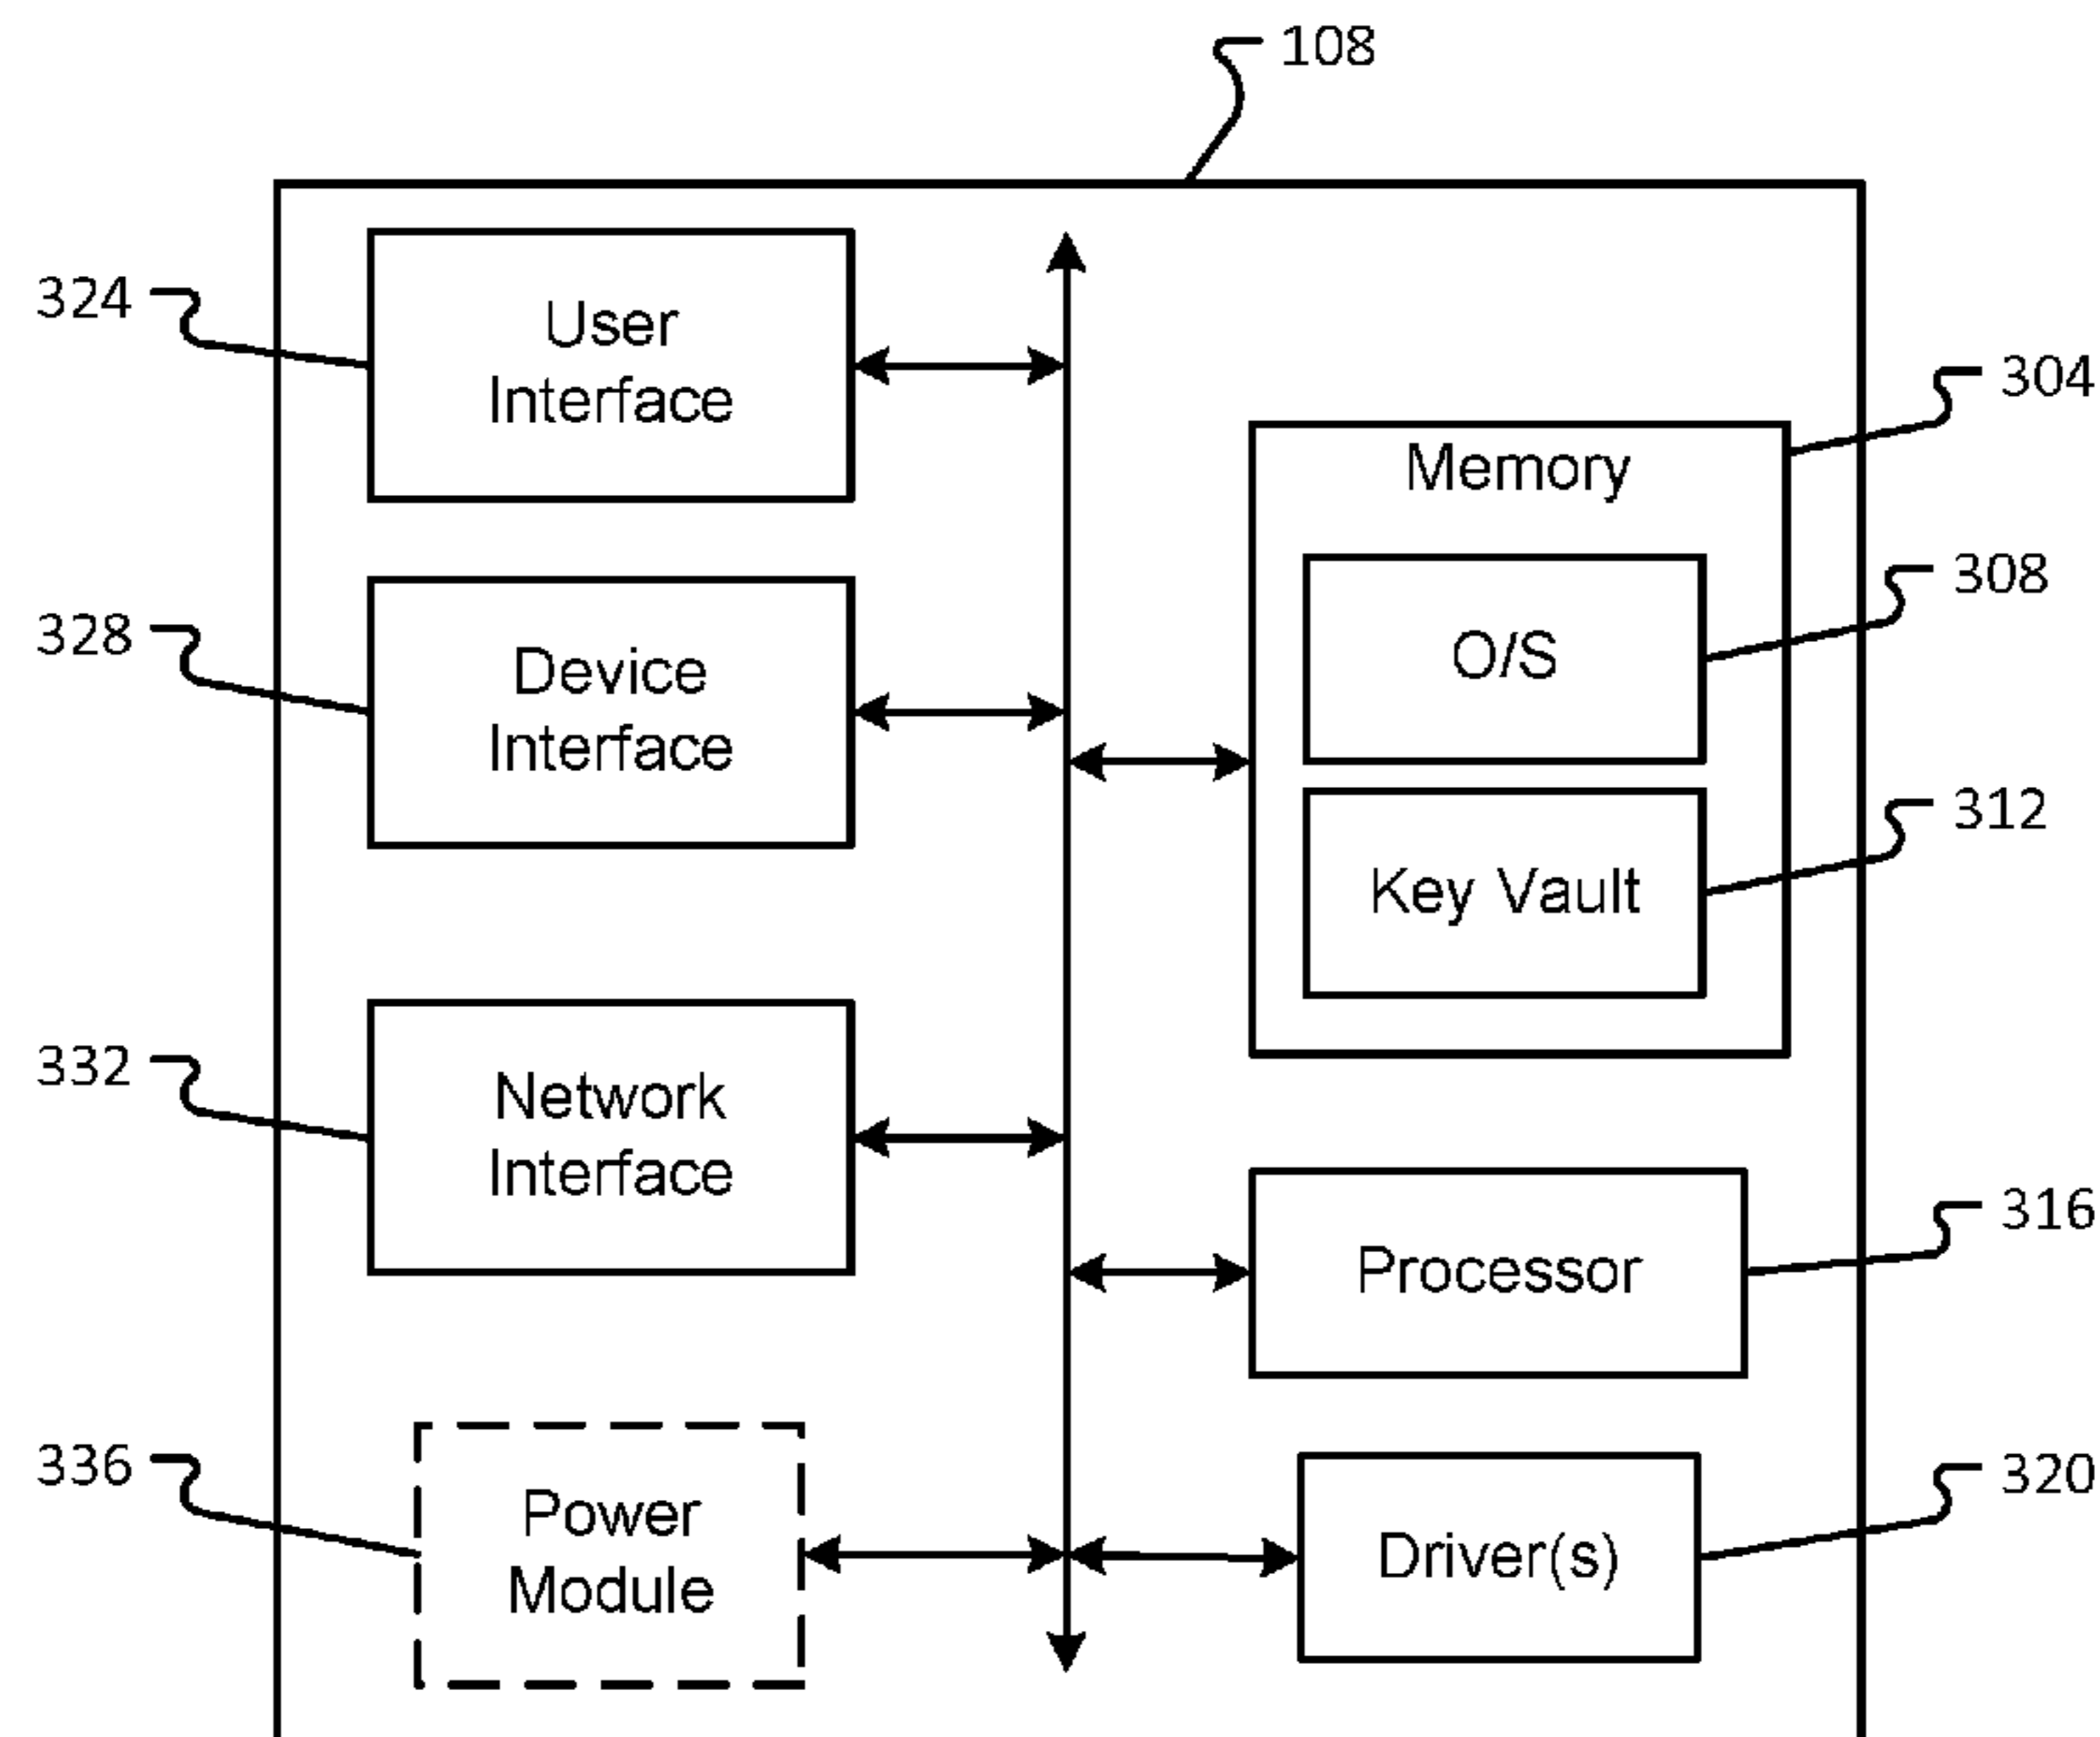 108
324
User
Interface
304
Memory
328
Device
Interface
308
O/S
312
Key Vault
332
Network
Interface
316
Processor
336
Power
Module
320
Driver(s)